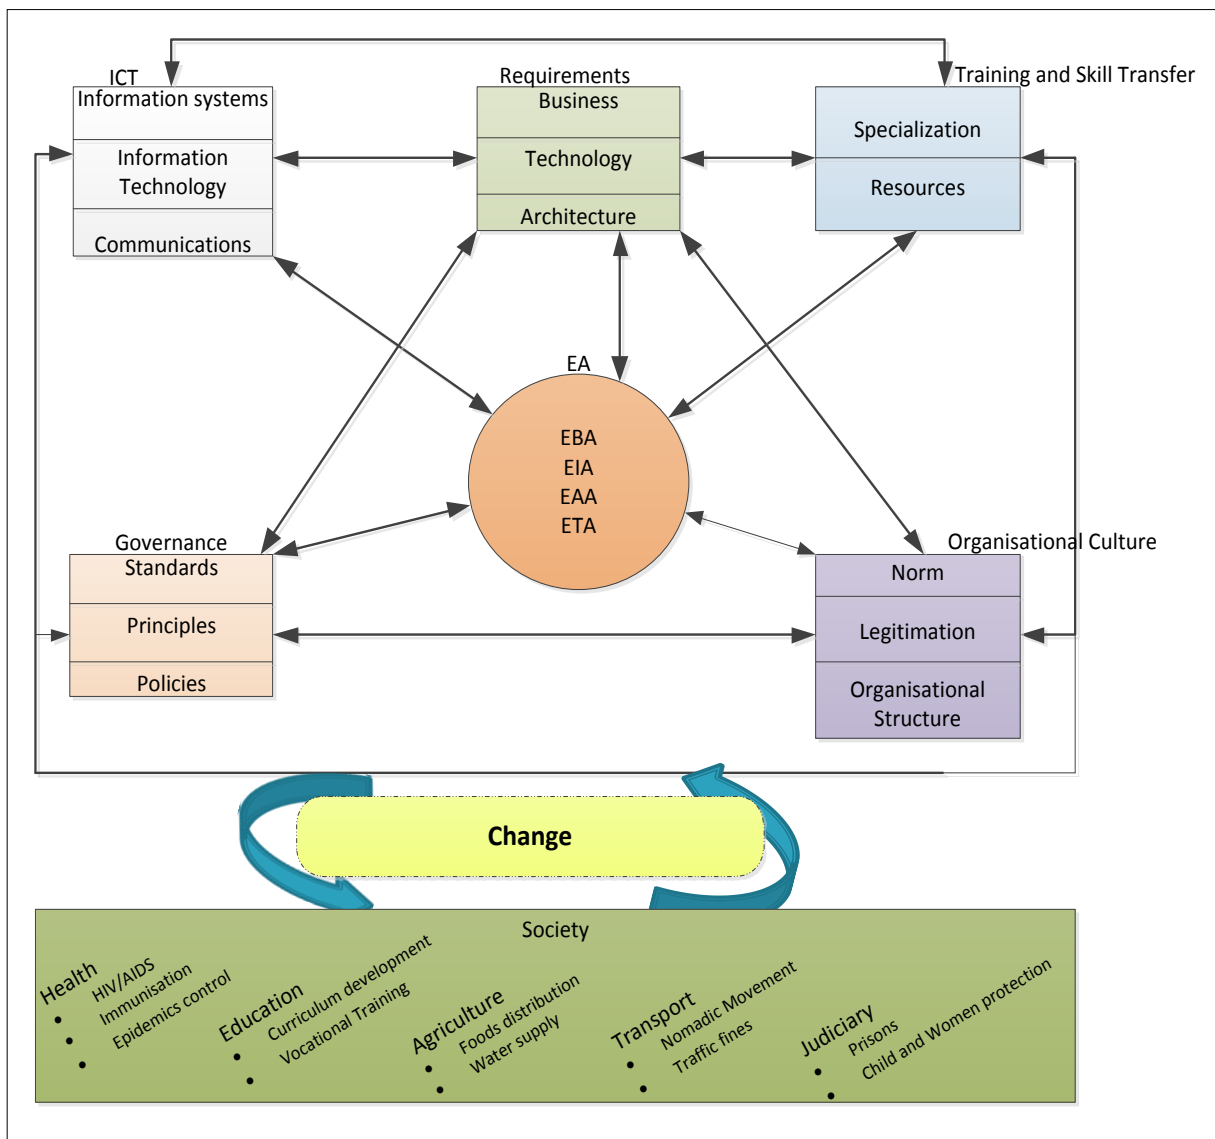 ICT
Information systems
Information
Technology
Communications
Requirements
Business
Technology
Architecture
Training and Skill Transfer
Specialization
Resources
EA
EBA
EIA
EAA
ETA
Governance
Standards
Principles
Policies
Organisational Culture
Norm
Legitimation
Organisational
Structure
Change
Society
Health
• HIV/AIDS
• Immunisation
• Epidemics control
Education
• Curriculum development
• Vocational Training
Agriculture
• Foods distribution
• Water supply
Transport
• Nomadic Movement
• Traffic fines
Judiciary
• Prisons
• Child and Women protection